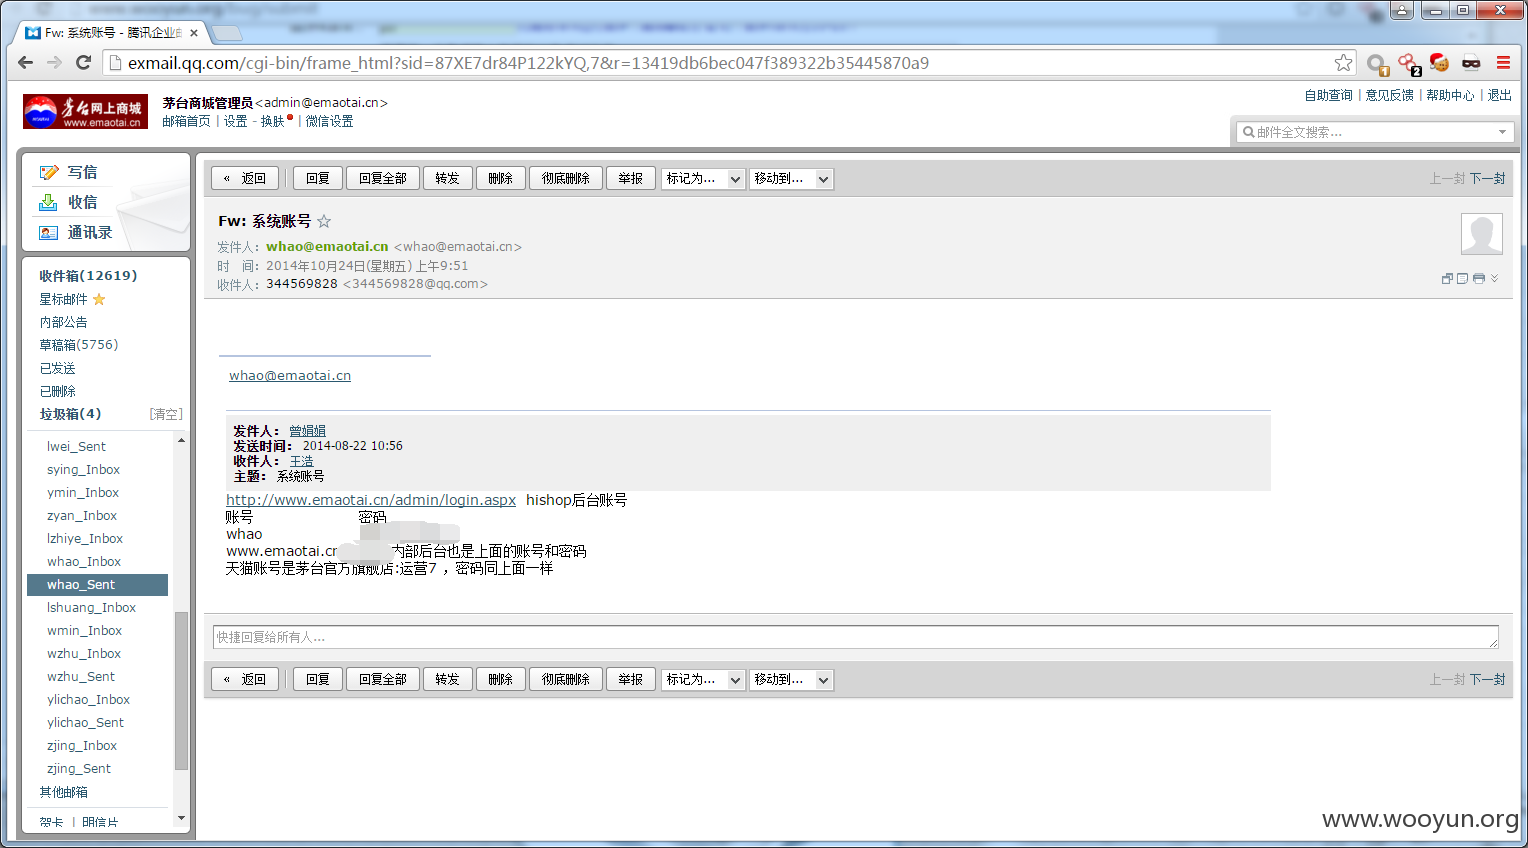 Fw: 系统账号 - 腾讯企业邮
exmail.qq.com/cgi-bin/frame_html?sid=87XE7dr84P122kYQ,7&r=13419db6bec047f389322b35445870a9
1 2
茅台网上商城
www.emaotai.cn
茅台商城管理员<admin@emaotai.cn>
邮箱首页 | 设置 - 换肤 | 微信设置
自助查询 | 意见反馈 | 帮助中心 | 退出
邮件全文搜索...
写信
收信
通讯录
收件箱(12619)
星标邮件
内部公告
草稿箱(5756)
已发送
已删除
垃圾箱(4) [清空]
lwei_Sent
sying_Inbox
ymin_Inbox
zyan_Inbox
lzhiye_Inbox
whao_Inbox
whao_Sent
lshuang_Inbox
wmin_Inbox
wzhu_Inbox
wzhu_Sent
ylichao_Inbox
ylichao_Sent
zjing_Inbox
zjing_Sent
其他邮箱
贺卡 | 明信片
« 返回 回复 回复全部 转发 删除 彻底删除 举报 标记为... 移动到... 上一封 下一封
Fw: 系统账号
发件人: whao@emaotai.cn <whao@emaotai.cn>
时 间: 2014年10月24日(星期五) 上午9:51
收件人: 344569828 <344569828@qq.com>
whao@emaotai.cn
发件人: 曾娟娟
发送时间: 2014-08-22 10:56
收件人: 王浩
主题: 系统账号
http://www.emaotai.cn/admin/login.aspx hishop后台账号
账号 密码
whao
www.emaotai.cn 内部后台也是上面的账号和密码
天猫账号是茅台官方旗舰店:运营7 ，密码同上面一样
快捷回复给所有人...
« 返回 回复 回复全部 转发 删除 彻底删除 举报 标记为... 移动到... 上一封 下一封
www.wooyun.org